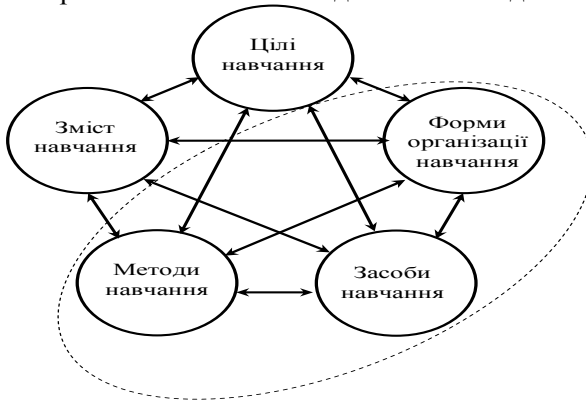 Цілі
навчання
Зміст
навчання
Форми
організації
навчання
Методи
навчання
Засоби
навчання